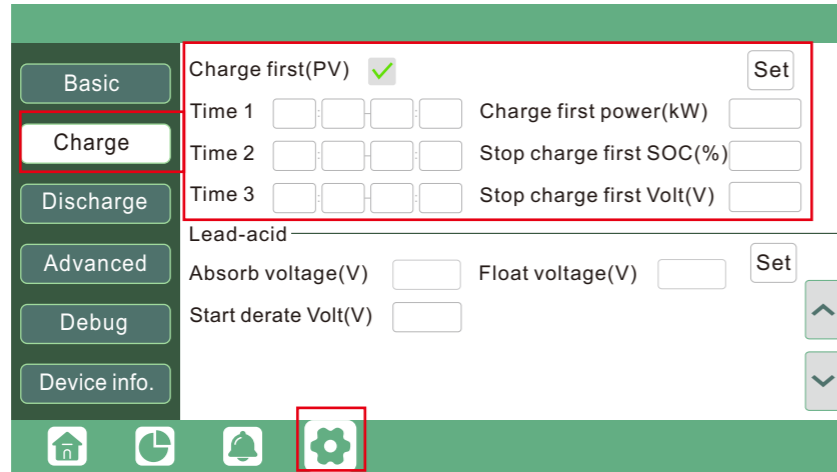 Basic
Charge
Discharge
Advanced
Debug
Device info.
Charge first(PV) Set
Time 1 : - : Charge first power(kW)
Time 2 : - : Stop charge first SOC(%)
Time 3 : - : Stop charge first Volt(V)
Lead-acid
Absorb voltage(V) Float voltage(V) Set
Start derate Volt(V)